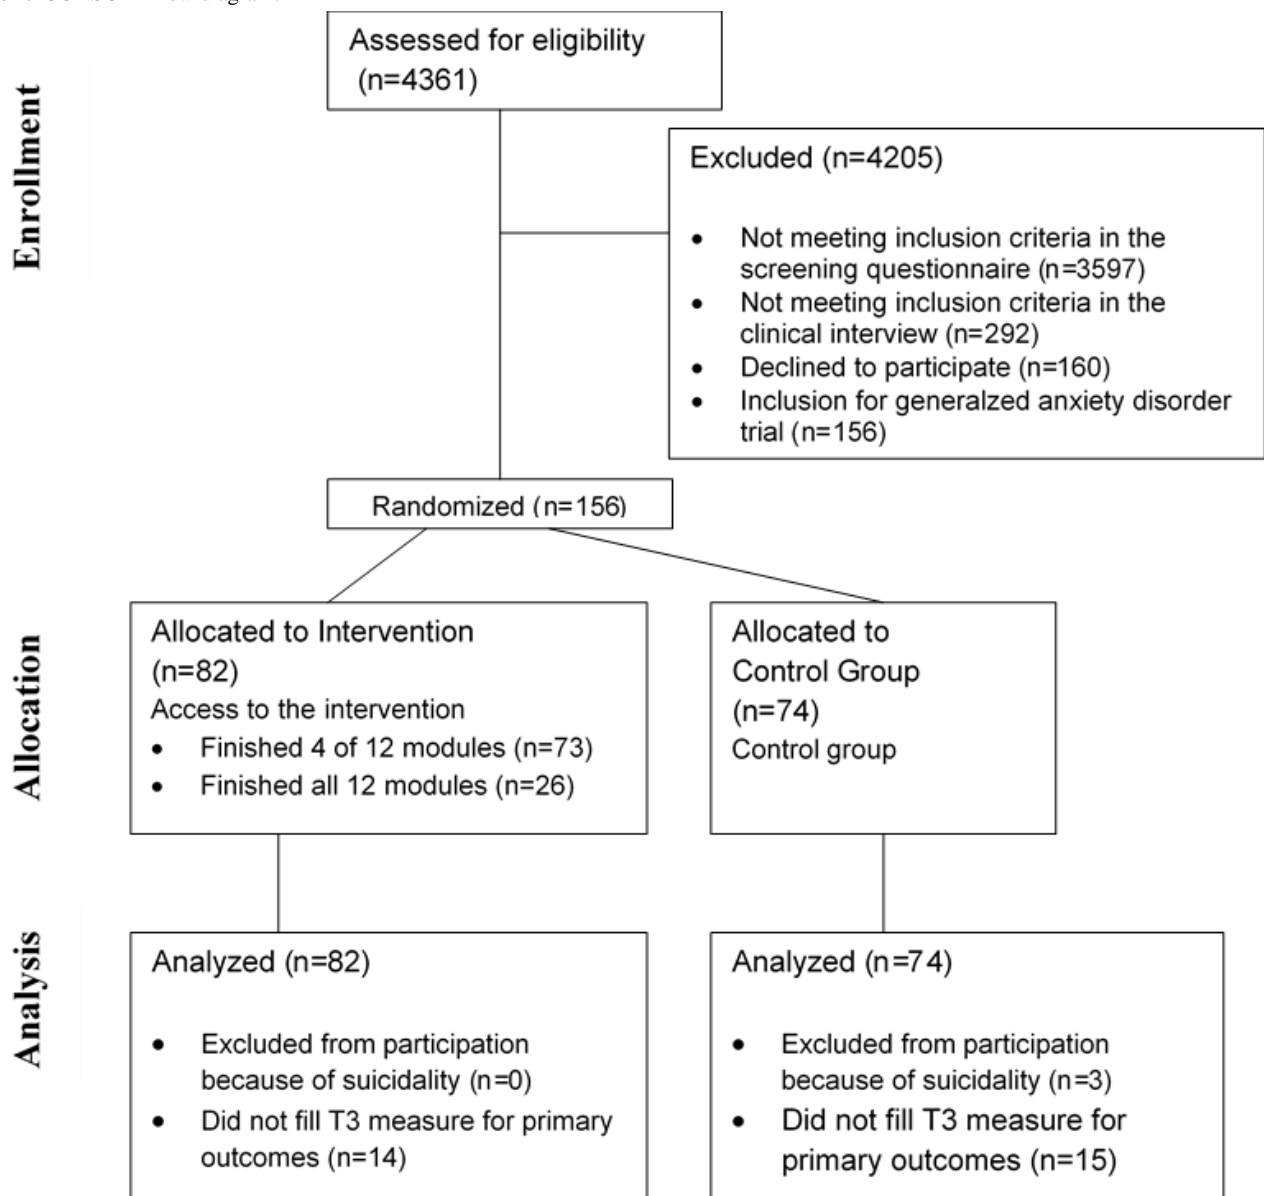 Assessed for eligibility
(n=4361)
Enrollment
Excluded (n=4205)
• Not meeting inclusion criteria in the
screening questionnaire (n=3597)
• Not meeting inclusion criteria in the
clinical interview (n=292)
• Declined to participate (n=160)
• Inclusion for generalzed anxiety disorder
trial (n=156)
Randomized (n=156)
Allocation
Allocated to Intervention
(n=82)
Access to the intervention
• Finished 4 of 12 modules (n=73)
• Finished all 12 modules (n=26)
Allocated to
Control Group
(n=74)
Control group
Analysis
Analyzed (n=82)
• Excluded from participation
because of suicidality (n=0)
• Did not fill T3 measure for primary
outcomes (n=14)
Analyzed (n=74)
• Excluded from participation
because of suicidality (n=3)
• Did not fill T3 measure for
primary outcomes (n=15)